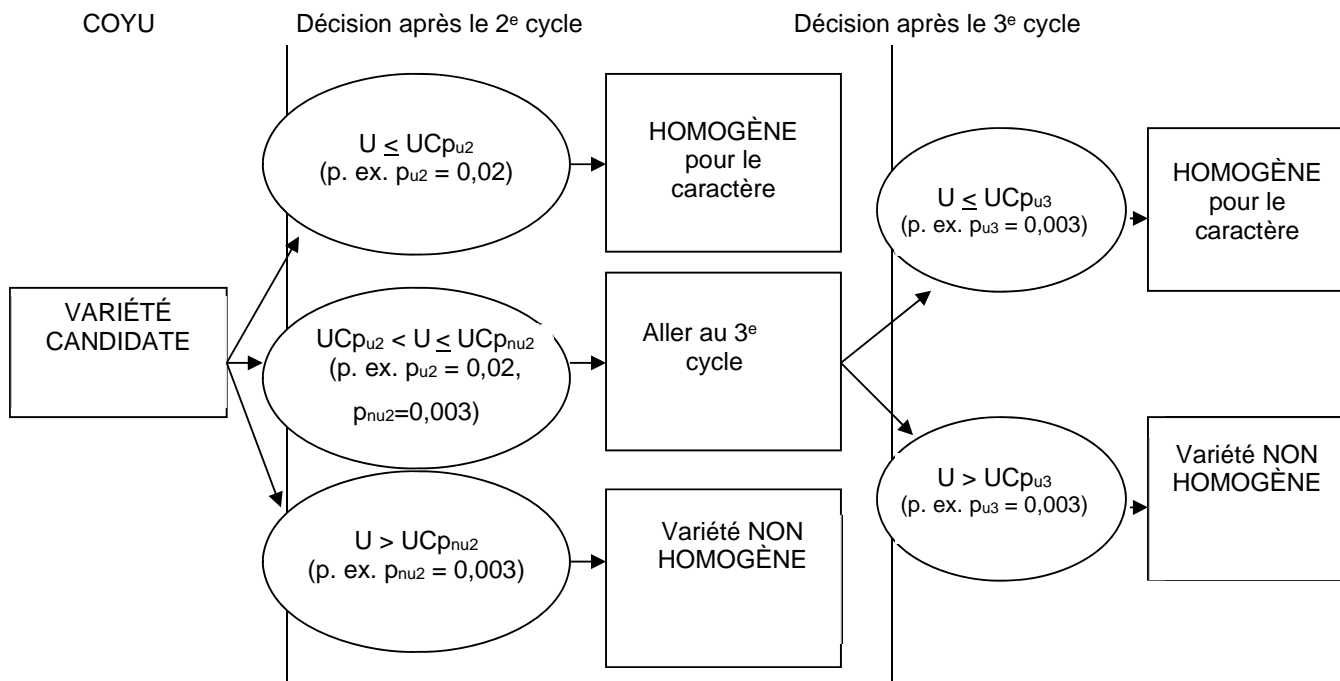 COYU
Décision après le 2e cycle
Décision après le 3e cycle
VARIÉTÉ
CANDIDATE
U ≤ UCpu2
(p. ex. pu2 = 0,02)
HOMOGÈNE
pour le
caractère
UCpu2 < U ≤ UCpnu2
(p. ex. pu2 = 0,02,
pnu2=0,003)
Aller au 3e
cycle
U > UCpnu2
(p. ex. pnu2 = 0,003)
Variété NON
HOMOGÈNE
U ≤ UCpu3
(p. ex. pu3 = 0,003)
HOMOGÈNE
pour le
caractère
U > UCpu3
(p. ex. pu3 = 0,003)
Variété NON
HOMOGÈNE